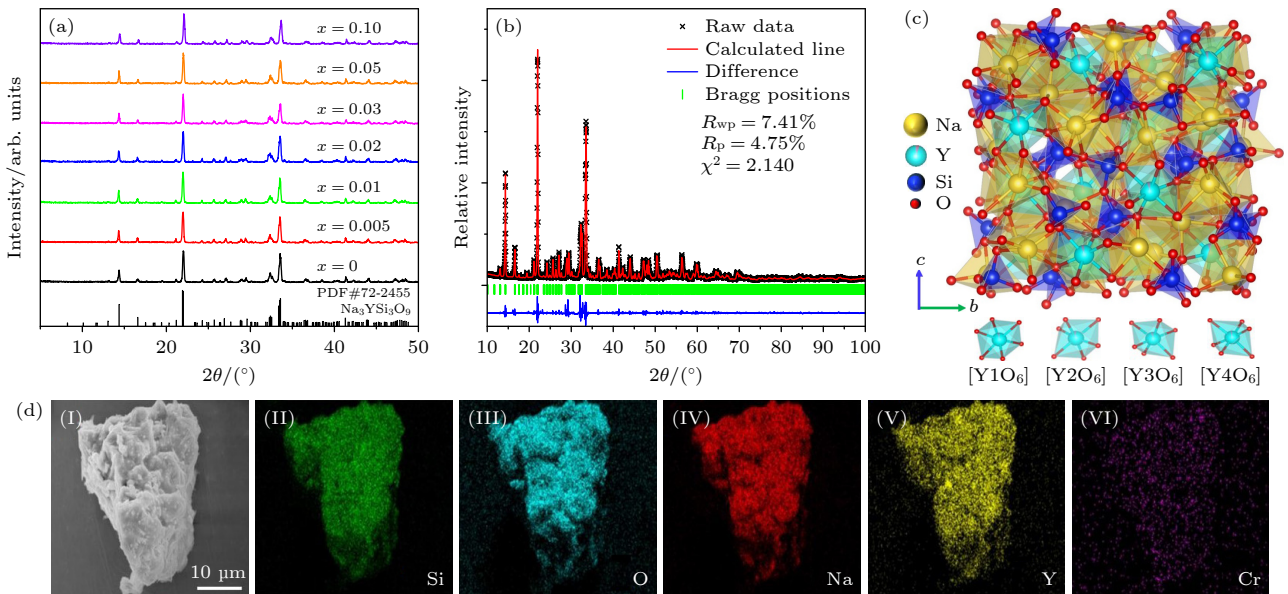 (a)
x = 0.10
x = 0.05
x = 0.03
x = 0.02
x = 0.01
x = 0.005
x = 0
PDF#72-2455
Na₃YSi₃O₉
Intensity/arb. units
10 20 30 40 50
2θ/(°)
(b)
Raw data
Calculated line
Difference
Bragg positions
Rwp = 7.41%
Rp = 4.75%
χ² = 2.140
Relative intensity
10 20 30 40 50 60 70 80 90 100
2θ/(°)
(c)
Na
Y
Si
O
c
b
[Y1O₆] [Y2O₆] [Y3O₆] [Y4O₆]
(d)
(I)
10 μm
(II)
Si
(III)
O
(IV)
Na
(V)
Y
(VI)
Cr